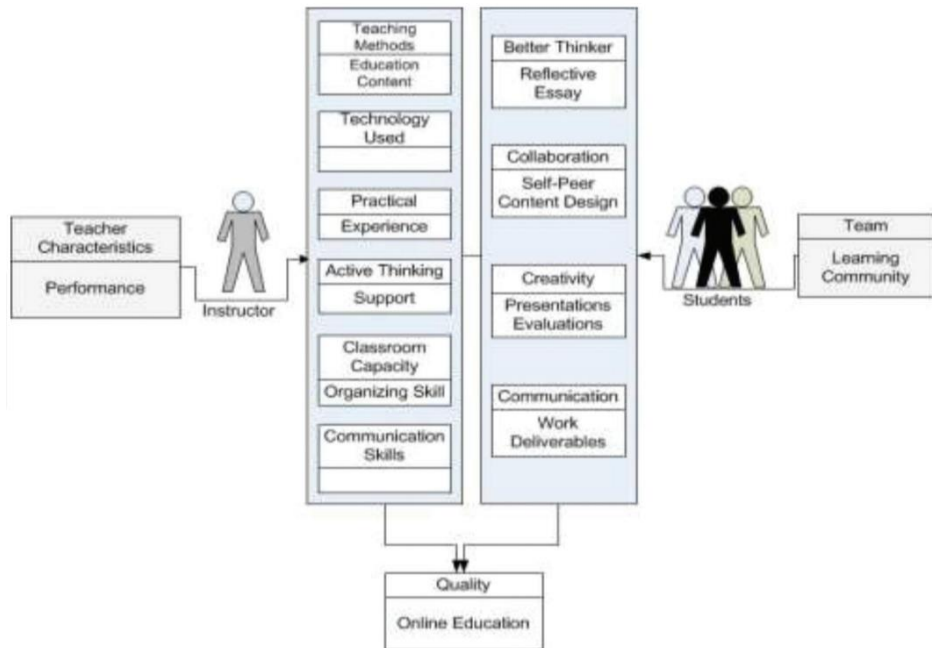 Teaching
Methods
Education
Content
Technology
Used
Practical
Experience
Active Thinking
Support
Classroom
Capacity
Organizing Skill
Communication
Skills
Better Thinker
Reflective
Essay
Collaboration
Self-Peer
Content Design
Creativity
Presentations
Evaluations
Communication
Work
Deliverables
Teacher
Characteristics
Performance
Instructor
Students
Team
Learning
Community
Quality
Online Education